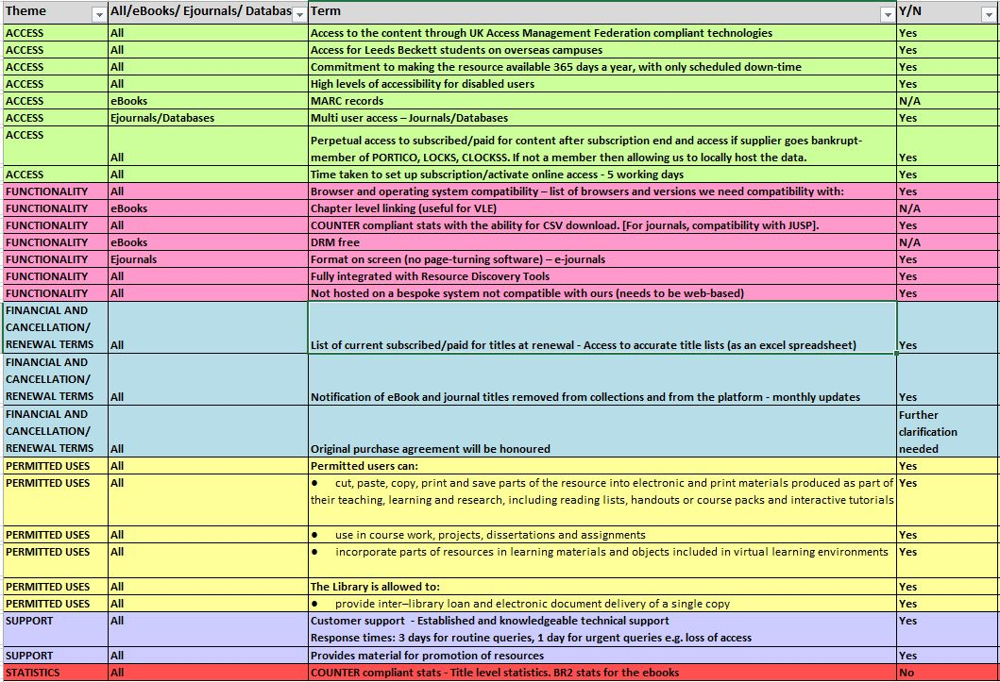 Theme All/eBooks/ Ejournals/ Databas Term Y/N
ACCESS All Access to the content through UK Access Management Federation compliant technologies Yes
ACCESS All Access for Leeds Beckett students on overseas campuses Yes
ACCESS All Commitment to making the resource available 365 days a year, with only scheduled down-time Yes
ACCESS All High levels of accessibility for disabled users Yes
ACCESS eBooks MARC records N/A
ACCESS Ejournals/Databases Multi user access – Journals/Databases Yes
ACCESS
Perpetual access to subscribed/paid for content after subscription end and access if supplier goes bankrupt-
All member of PORTICO, LOCKS, CLOCKSS. If not a member then allowing us to locally host the data. Yes
ACCESS All Time taken to set up subscription/activate online access - 5 working days Yes
FUNCTIONALITY All Browser and operating system compatibility – list of browsers and versions we need compatibility with: Yes
FUNCTIONALITY eBooks Chapter level linking (useful for VLE) N/A
FUNCTIONALITY All COUNTER compliant stats with the ability for CSV download. [For journals, compatibility with JUSP]. Yes
FUNCTIONALITY eBooks DRM free N/A
FUNCTIONALITY Ejournals Format on screen (no page-turning software) – e-journals Yes
FUNCTIONALITY All Fully integrated with Resource Discovery Tools Yes
FUNCTIONALITY All Not hosted on a bespoke system not compatible with ours (needs to be web-based) Yes
FINANCIAL AND
CANCELLATION/
RENEWAL TERMS All List of current subscribed/paid for titles at renewal - Access to accurate title lists (as an excel spreadsheet) Yes
FINANCIAL AND
CANCELLATION/
RENEWAL TERMS All Notification of eBook and journal titles removed from collections and from the platform - monthly updates Yes
FINANCIAL AND Further
CANCELLATION/ clarification
RENEWAL TERMS All Original purchase agreement will be honoured needed
PERMITTED USES All Permitted users can: Yes
PERMITTED USES All ● cut, paste, copy, print and save parts of the resource into electronic and print materials produced as part of Yes
their teaching, learning and research, including reading lists, handouts or course packs and interactive tutorials
PERMITTED USES All ● use in course work, projects, dissertations and assignments Yes
PERMITTED USES All ● incorporate parts of resources in learning materials and objects included in virtual learning environments Yes
PERMITTED USES All The Library is allowed to: Yes
PERMITTED USES All ● provide inter–library loan and electronic document delivery of a single copy Yes
SUPPORT All Customer support - Established and knowledgeable technical support Yes
Response times: 3 days for routine queries, 1 day for urgent queries e.g. loss of access
SUPPORT All Provides material for promotion of resources Yes
STATISTICS All COUNTER compliant stats - Title level statistics. BR2 stats for the ebooks No